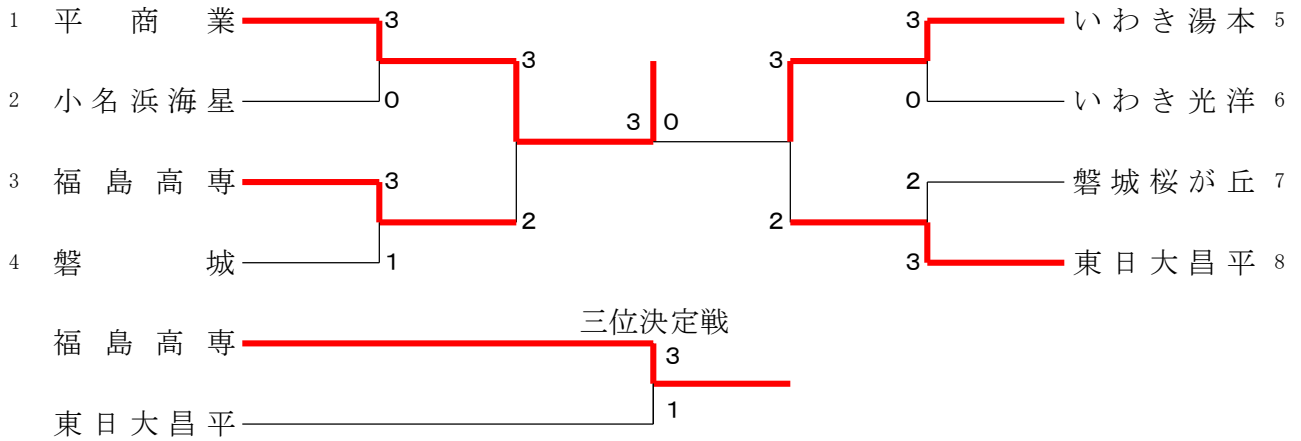 1 平商業 3 3 いわき湯本 5
3 3
2 小名浜海星 0 3 0 0 いわき光洋 6
3 福島高専 3 2 磐城桜が丘 7
2 2
4 磐城 1 3 東日大昌平 8
三位決定戦
福島高専 3
東日大昌平 1